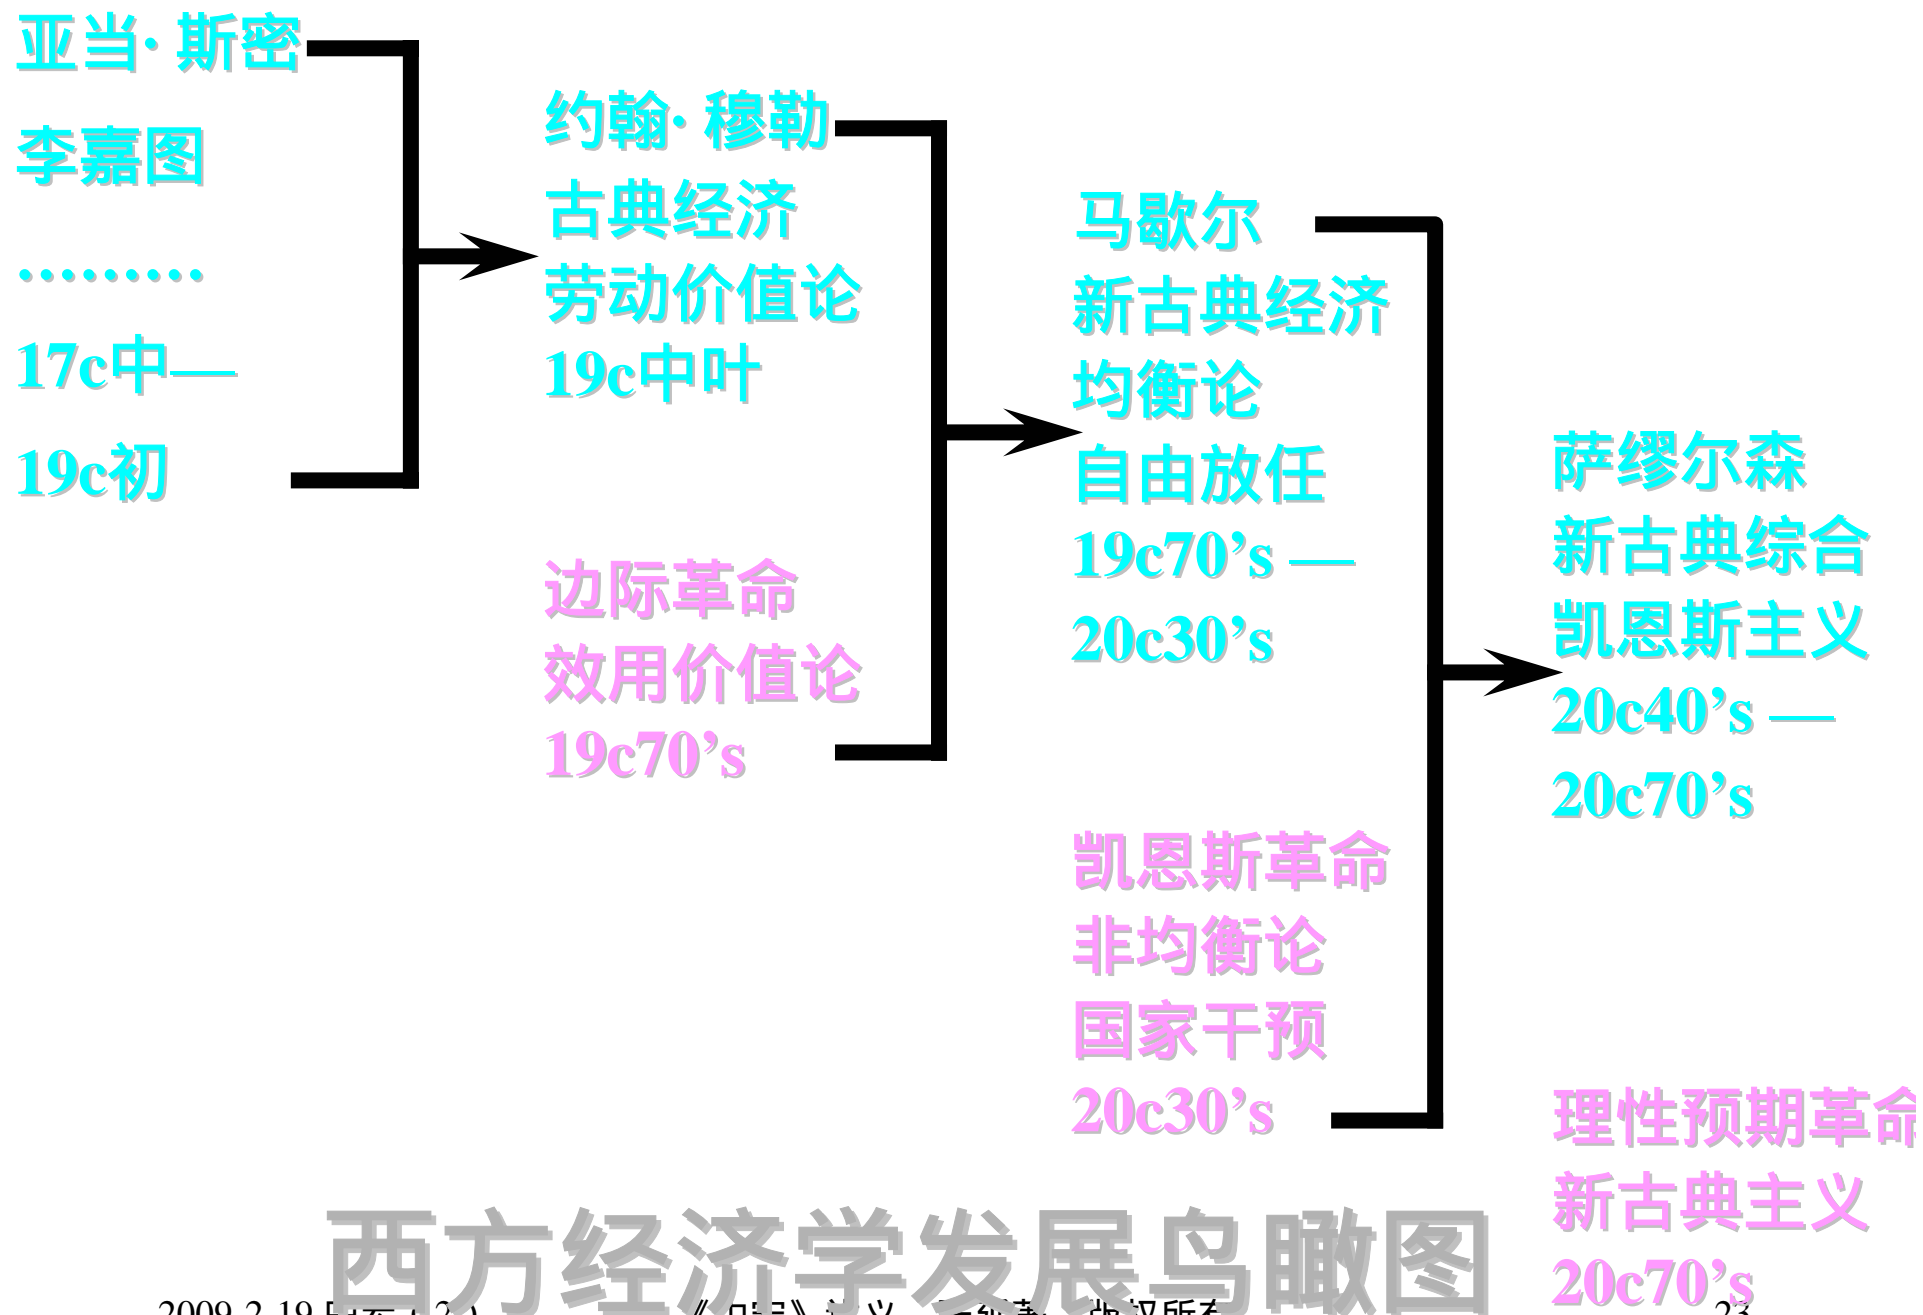 亚当· 斯密
李嘉图
………
17c中—
19c初
约翰· 穆勒
古典经济
劳动价值论
19c中叶
边际革命
效用价值论
19c70’s
马歇尔
新古典经济
均衡论
自由放任
19c70’s —
20c30’s
凯恩斯革命
非均衡论
国家干预
20c30’s
萨缪尔森
新古典综合
凯恩斯主义
20c40’s —
20c70’s
理性预期革命
新古典主义
20c70’s
西方经济学发展鸟瞰图
2009.2.19
版权所有
23